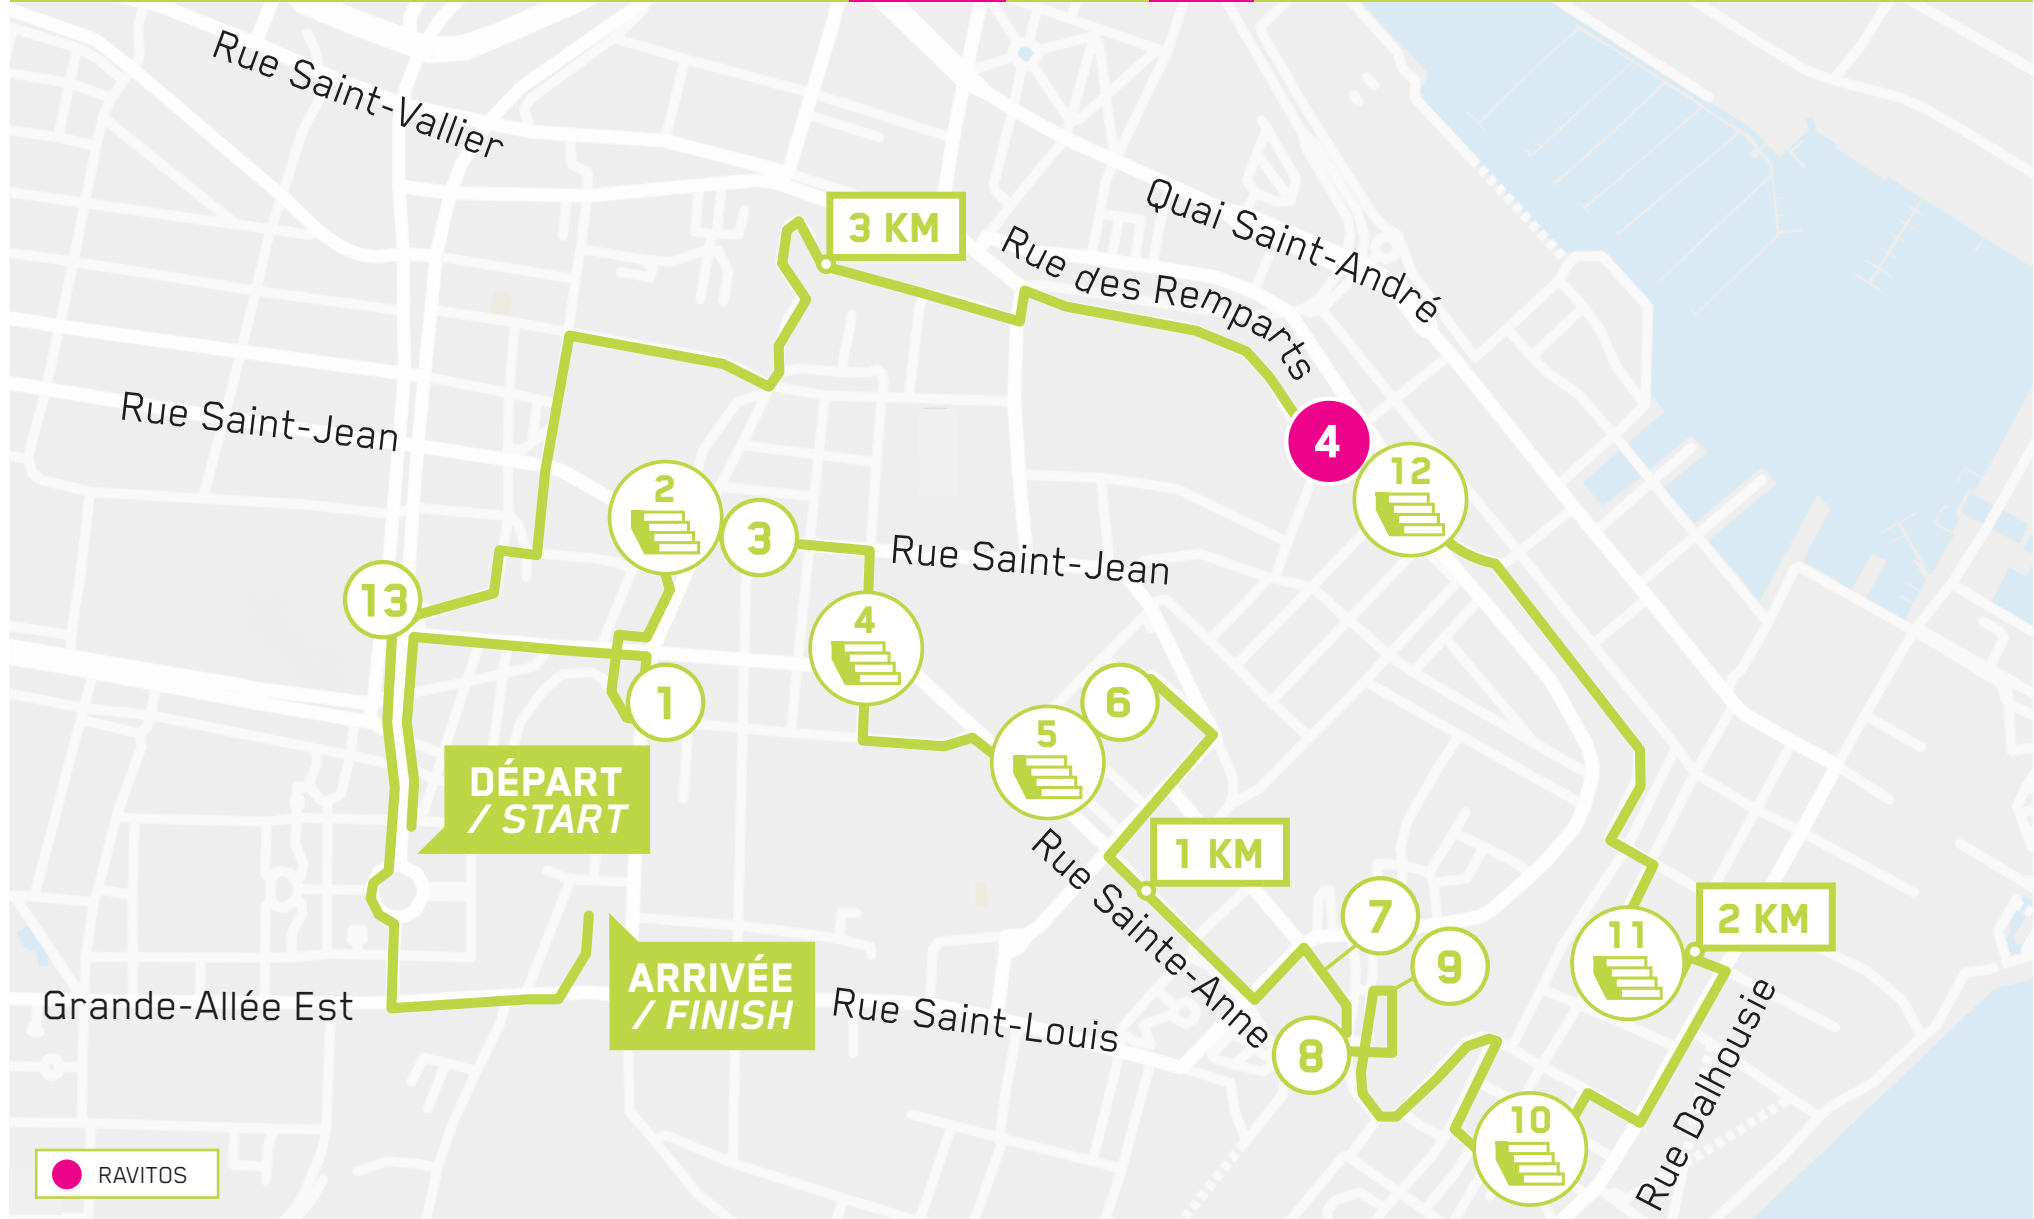 Rue Saint-Vallier
3 KM
Quai Saint-André
Rue des Remparts
Rue Saint-Jean
4
12
2
3
Rue Saint-Jean
13
4
1
6
5
DÉPART
/ START
1 KM
Rue Sainte-Anne
7
9
2 KM
11
ARRIVÉE
/ FINISH
Grande-Allée Est
Rue Saint-Louis
8
Rue Dalhousie
10
RAVITOS